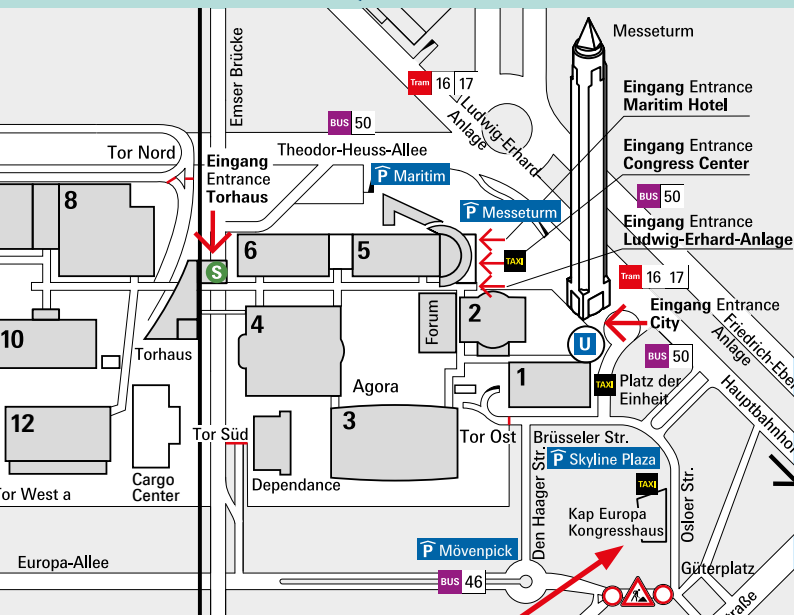 Messeturm
Emser Brücke
Tram 16 17
Eingang Entrance
Maritim Hotel
Ludwig-Erhard
Anlage
BUS 50
Theodor-Heuss-Allee
Eingang Entrance
Congress Center
Tor Nord
Eingang
Entrance
Torhaus
P Maritim
BUS 50
8
P Messeturm
Eingang Entrance
Ludwig-Erhard-Anlage
6
5
TAXI
S
Tram 16 17
Eingang Entrance
City
Forum
2
4
10
Friedrich-Eber
Anlage
U
Torhaus
BUS 50
1
TAXI
Platz der
Einheit
Hauptbahnhof
Agora
12
3
Tor Süd
Tor Ost
Brüsseler Str.
P Skyline Plaza
Cargo
Center
Dependance
TAXI
Tor West a
Den Haager Str.
Osloer Str.
Kap Europa
Kongresshaus
P Mövenpick
Europa-Allee
Güterplatz
BUS 46
raße